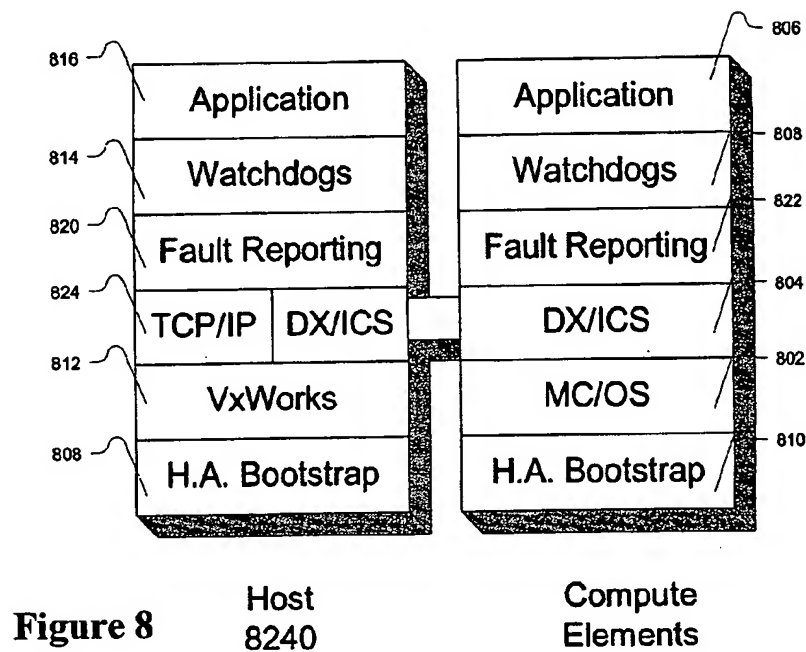 816
806
Application
Application
814
808
Watchdogs
Watchdogs
820
822
Fault Reporting
Fault Reporting
824
804
TCP/IP DX/ICS
DX/ICS
812
802
VxWorks
MC/OS
808
810
H.A. Bootstrap
H.A. Bootstrap
Figure 8
Host
8240
Compute
Elements